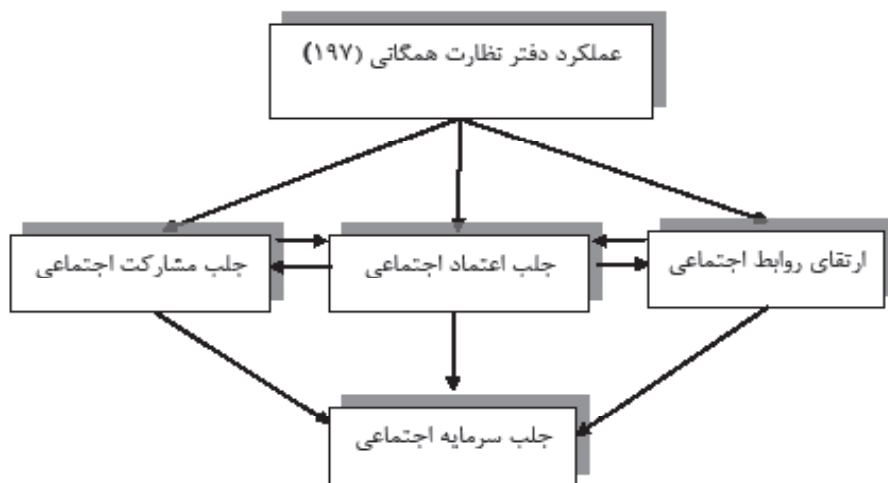 عملکرد دفتر نظارت همگانی (۱۹۷)
ارتقای روابط اجتماعی
جلب اعتماد اجتماعی
جلب مشارکت اجتماعی
جلب سرمایه اجتماعی